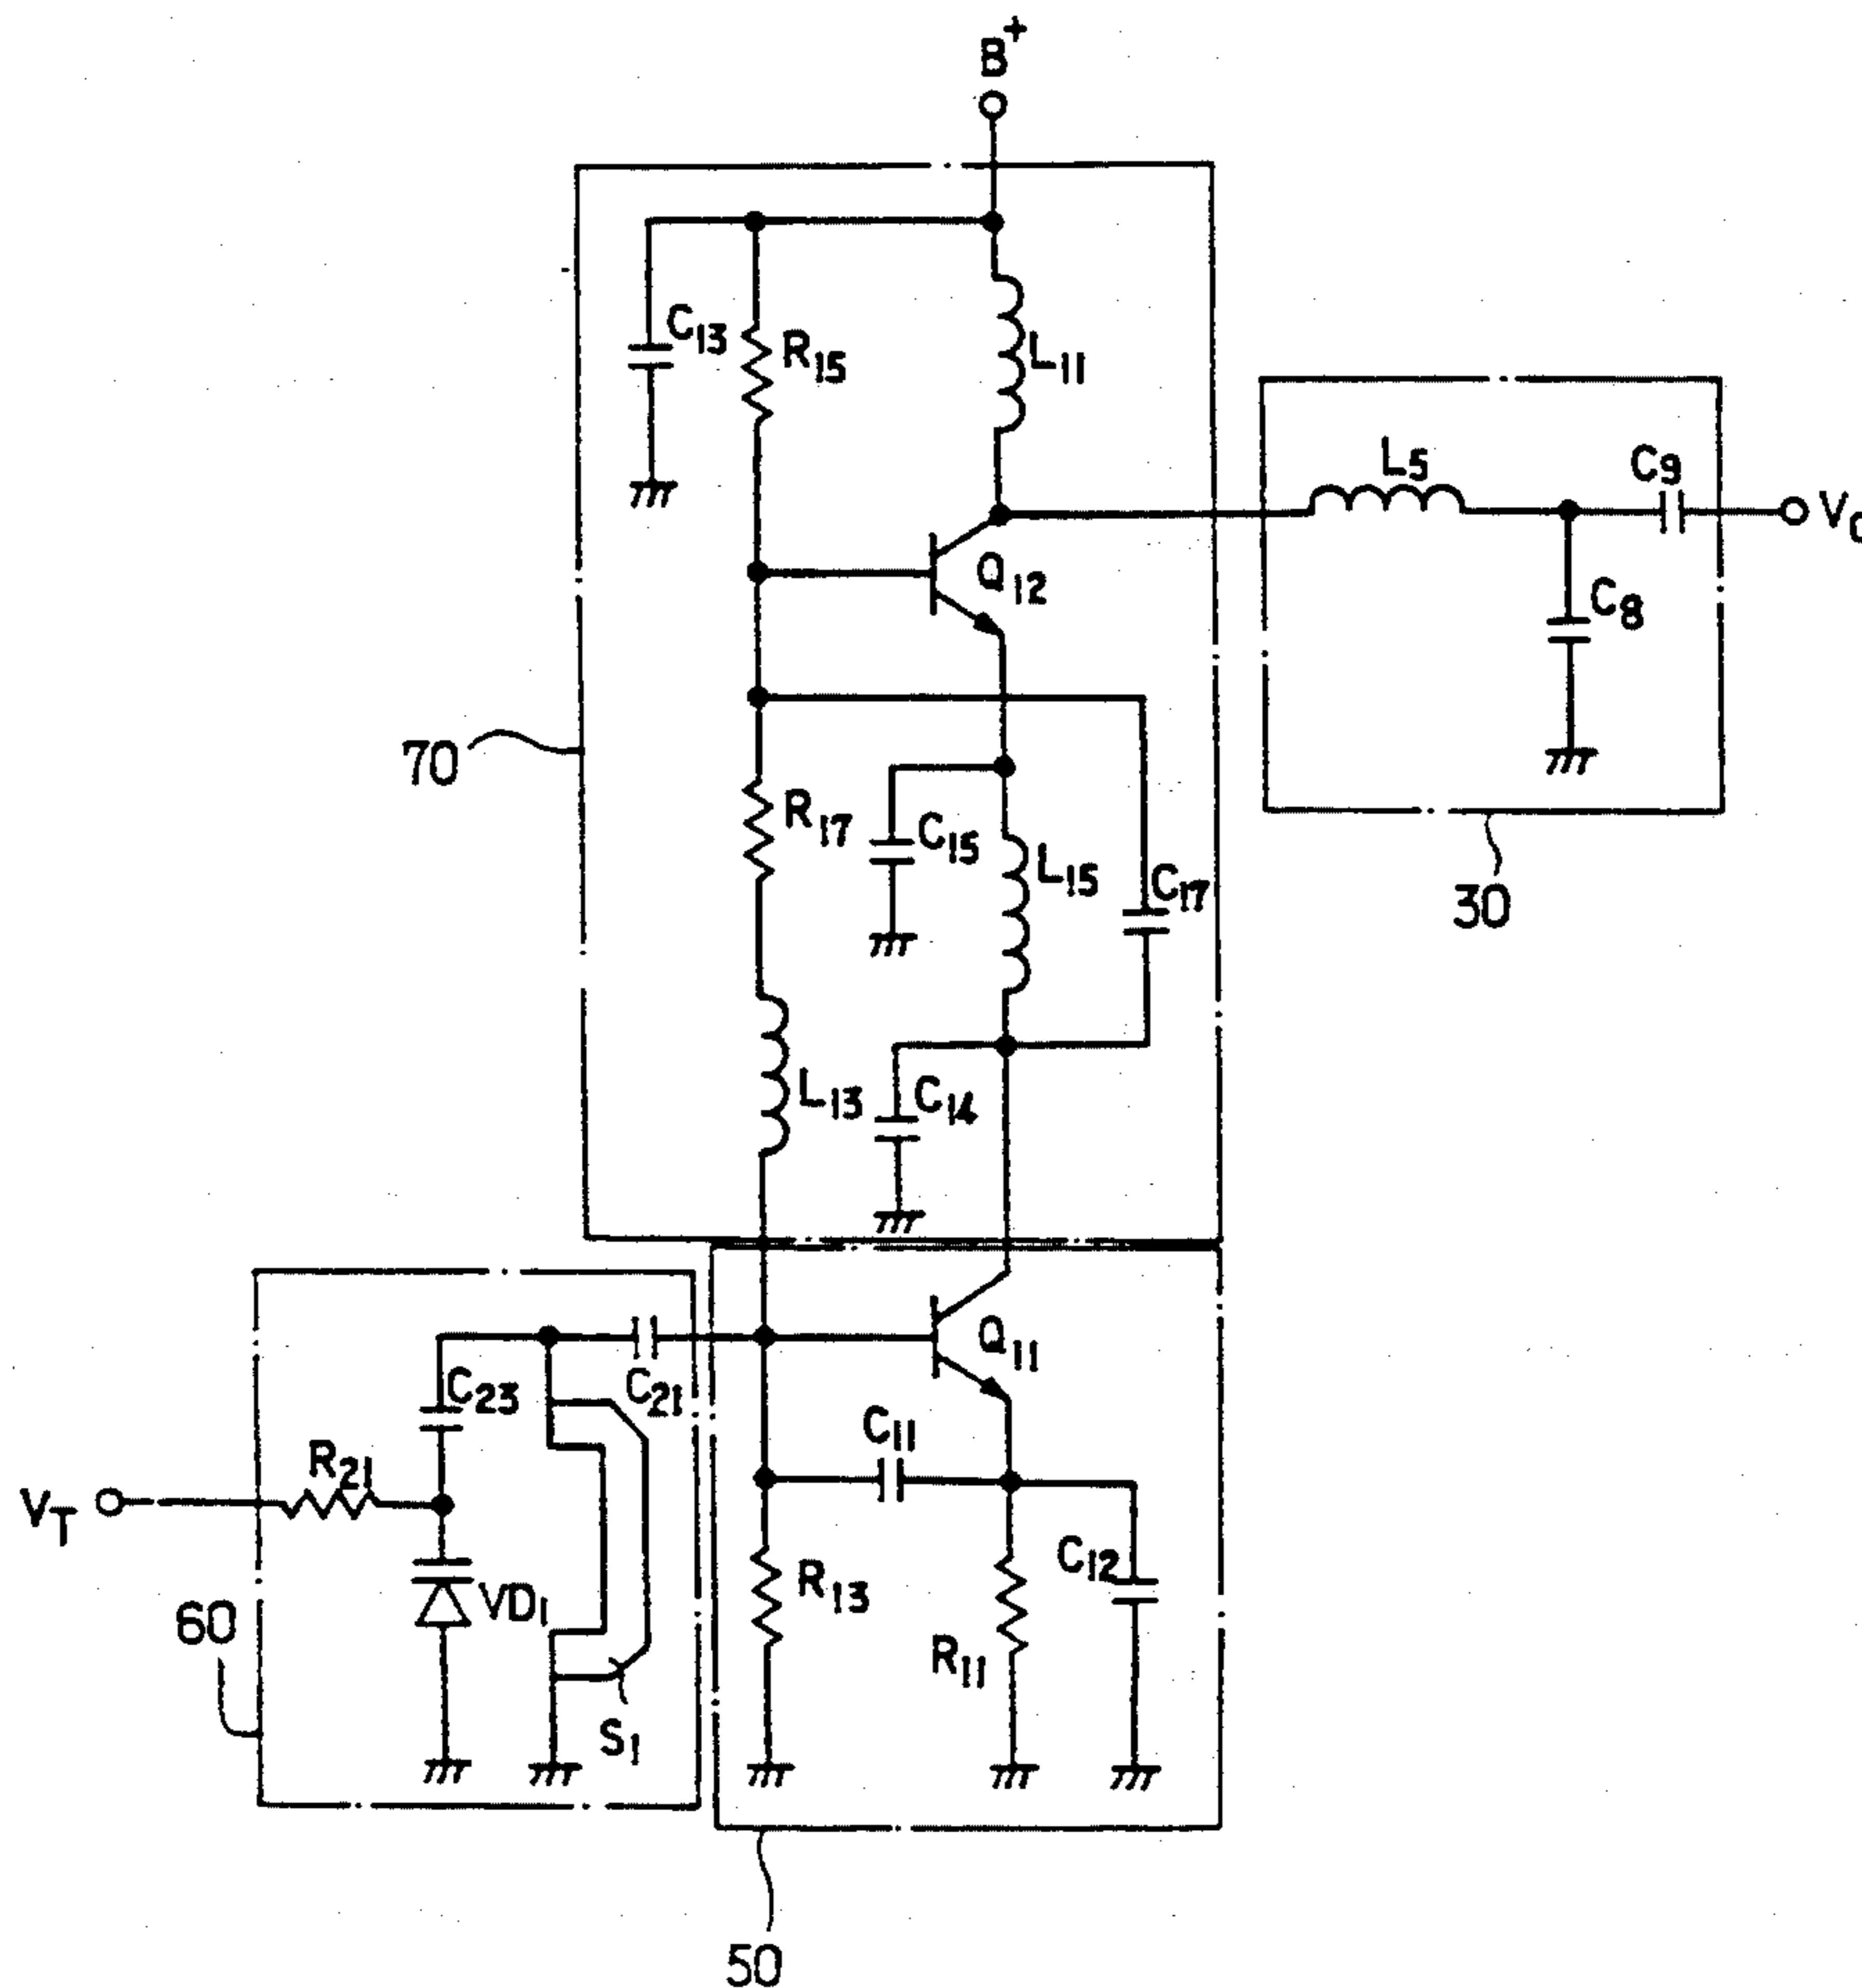 B+
C13
R15
L11
L5
C9
VO
Q12
C8
70
R17
C15
L15
C17
30
L13
C14
Q11
C23
C21
C11
R21
VT
R13
C12
VD1
60
R11
S1
50